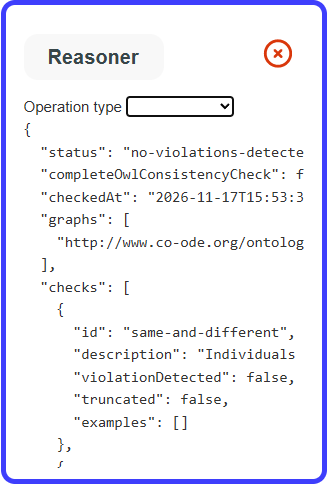 Reasoner
Operation type
{
  "status": "no-violations-detecte
  "completeOwlConsistencyCheck": f
  "checkedAt": "2026-11-17T15:53:3
  "graphs": [
    "http://www.co-ode.org/ontolog
  ],
  "checks": [
    {
      "id": "same-and-different",
      "description": "Individuals
      "violationDetected": false,
      "truncated": false,
      "examples": []
    },
    {